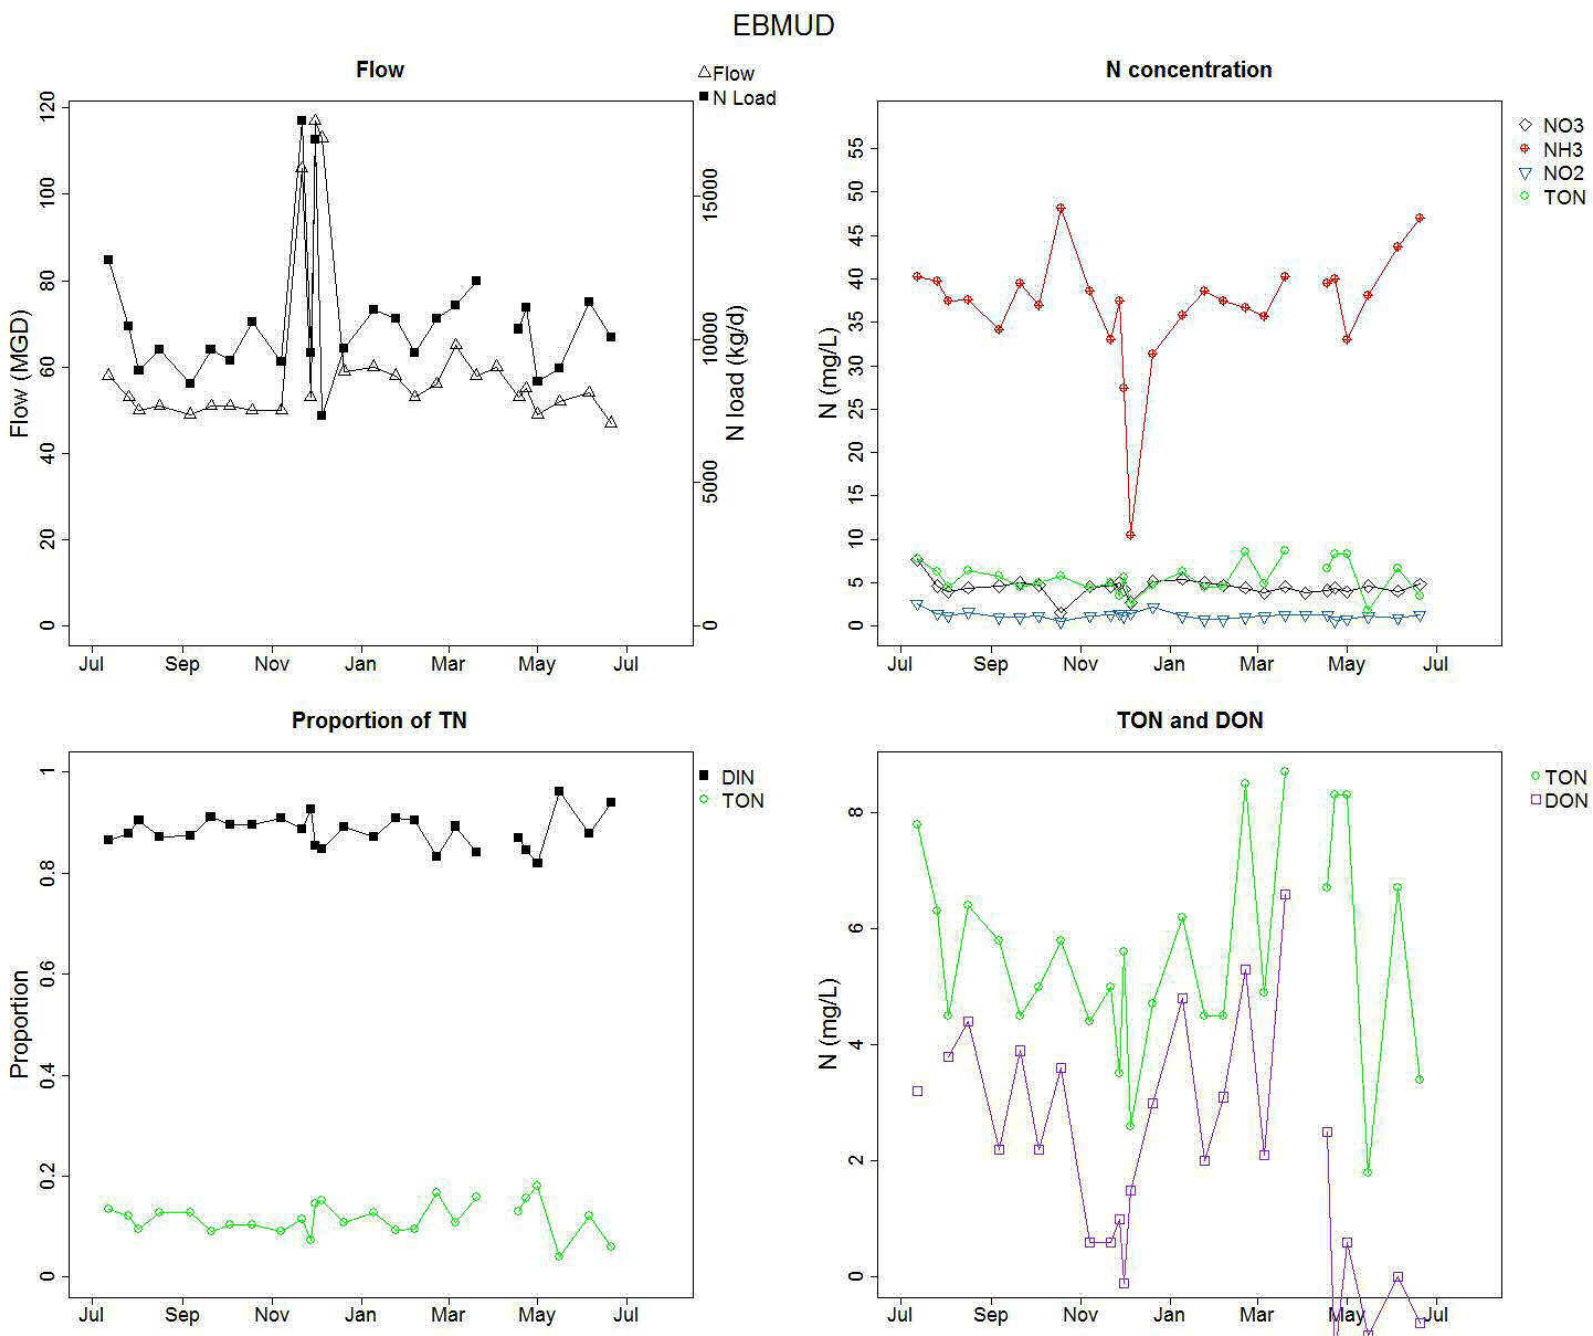 EBMUD
Flow
Flow
N Load
0
20
40
60
80
100
120
Flow (MGD)
0
5000
10000
15000
N load (kg/d)
Jul
Sep
Nov
Jan
Mar
May
Jul
N concentration
NO3
NH3
NO2
TON
0
5
10
15
20
25
30
35
40
45
50
55
N (mg/L)
Jul
Sep
Nov
Jan
Mar
May
Jul
Proportion of TN
DIN
TON
0
0.2
0.4
0.6
0.8
1
Proportion
Jul
Sep
Nov
Jan
Mar
May
Jul
TON and DON
TON
DON
0
2
4
6
8
N (mg/L)
Jul
Sep
Nov
Jan
Mar
May
Jul